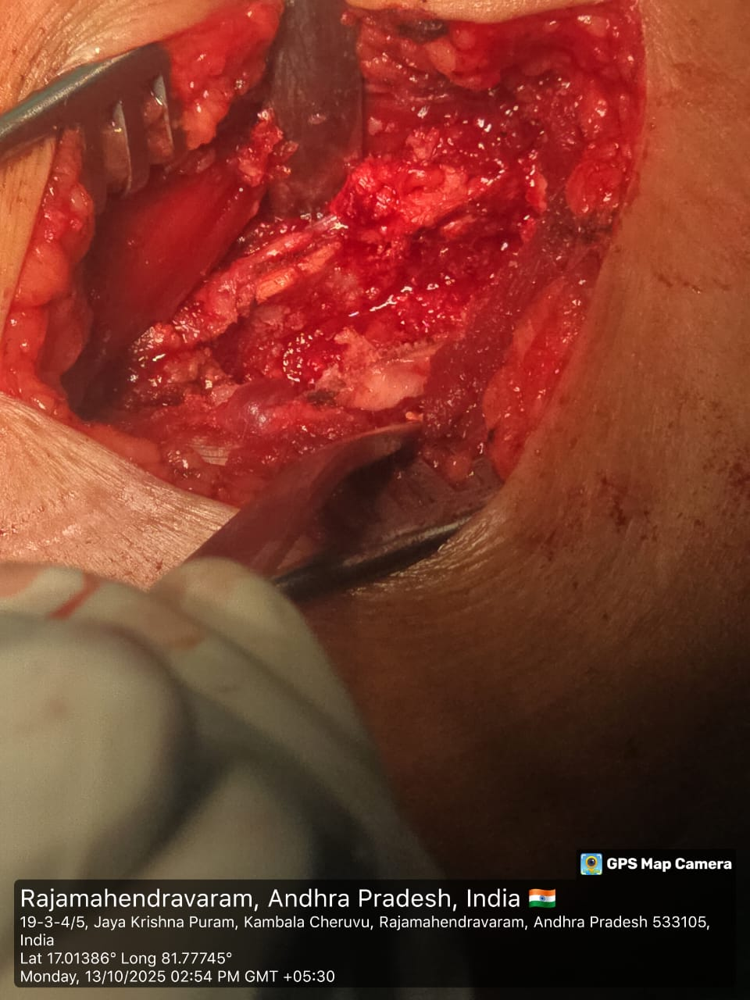 GPS Map Camera
Rajamahendravaram, Andhra Pradesh, India 🇮🇳
19-3-4/5, Jaya Krishna Puram, Kambala Cheruvu, Rajamahendravaram, Andhra Pradesh 533105,
India
Lat 17.01386° Long 81.77745°
Monday, 13/10/2025 02:54 PM GMT +05:30